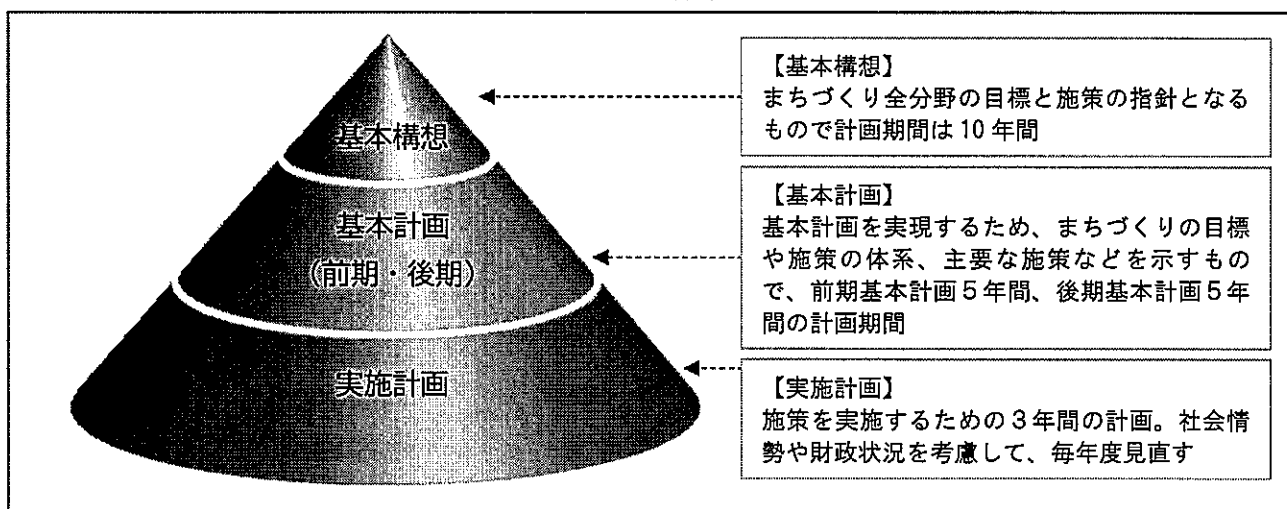 基本構想
基本計画
（前期・後期）
実施計画
【基本構想】
まちづくり全分野の目標と施策の指針となる
もので計画期間は10年間
【基本計画】
基本計画を実現するため、まちづくりの目標
や施策の体系、主要な施策などを示すもの
で、前期基本計画５年間、後期基本計画５年
間の計画期間
【実施計画】
施策を実施するための３年間の計画。社会情
勢や財政状況を考慮して、毎年度見直す